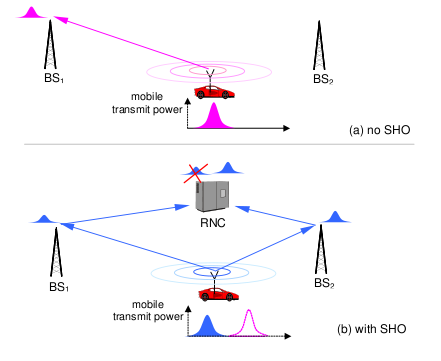 BS1
mobile
transmit power
BS2
(a) no SHO
RNC
BS1
BS2
mobile
transmit power
(b) with SHO